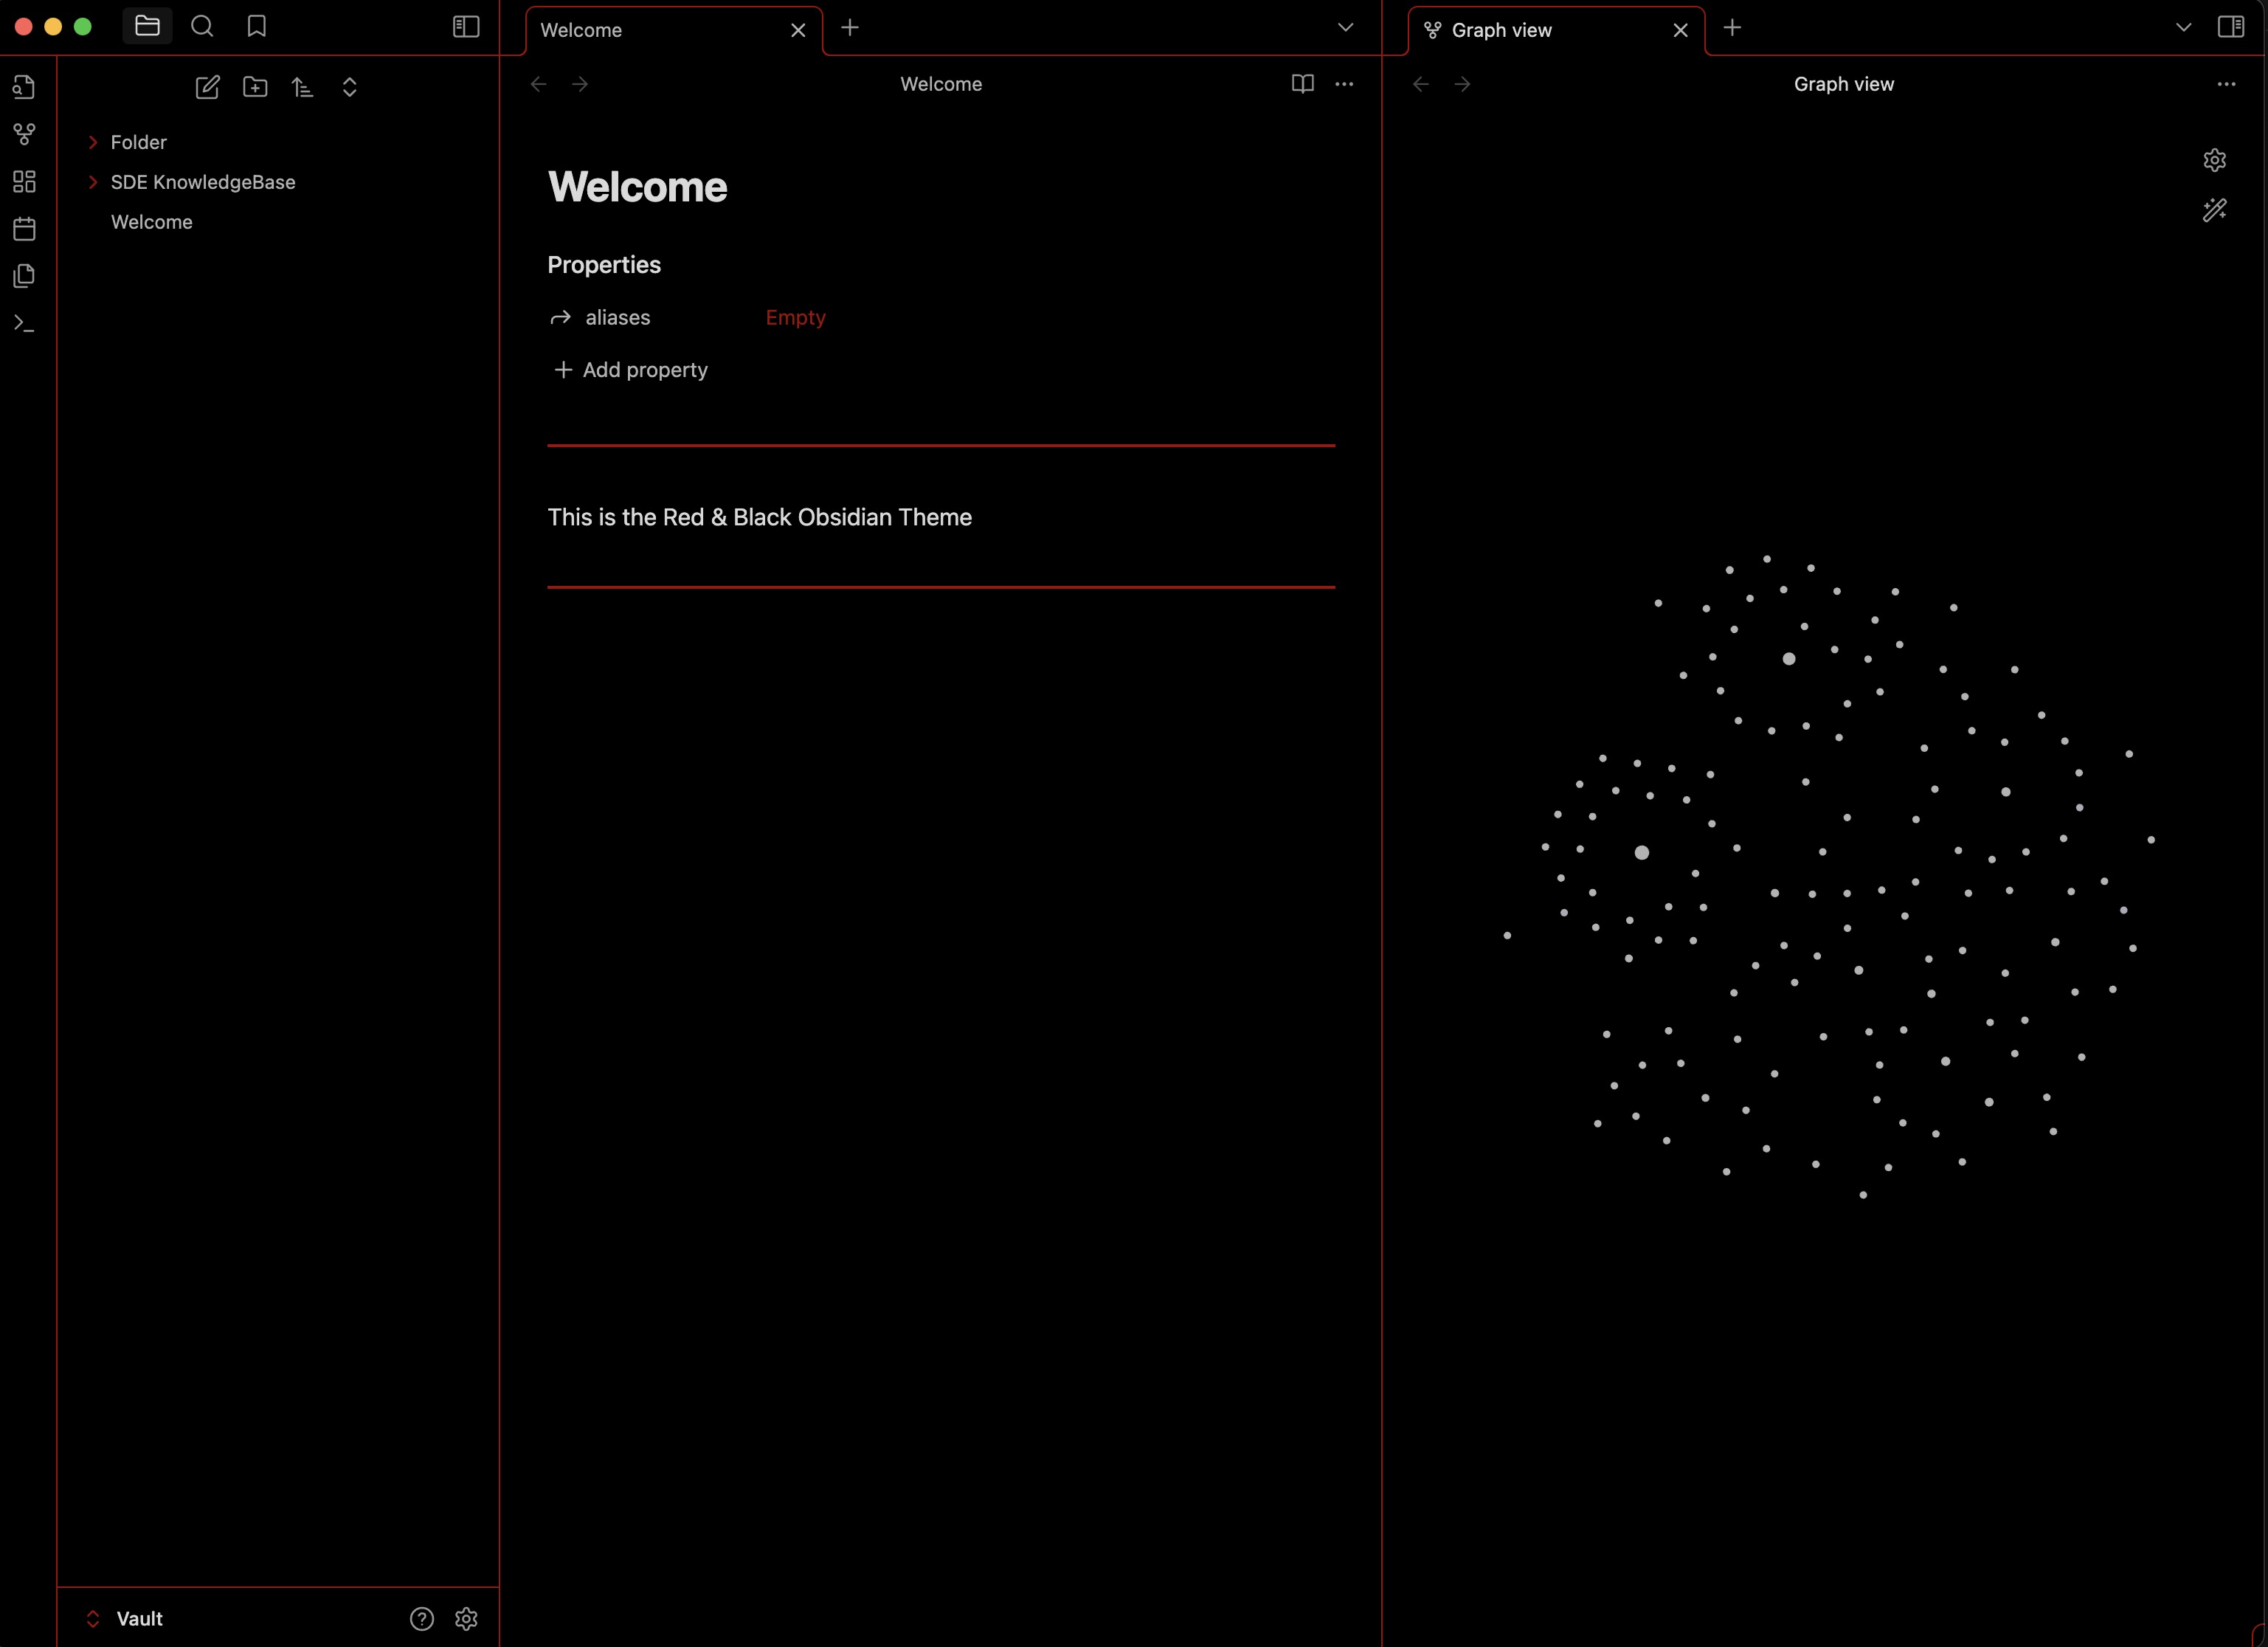 Welcome
Graph view
Welcome
Graph view
Folder
SDE KnowledgeBase
Welcome
Welcome
Properties
aliases Empty
Add property
This is the Red & Black Obsidian Theme
Vault